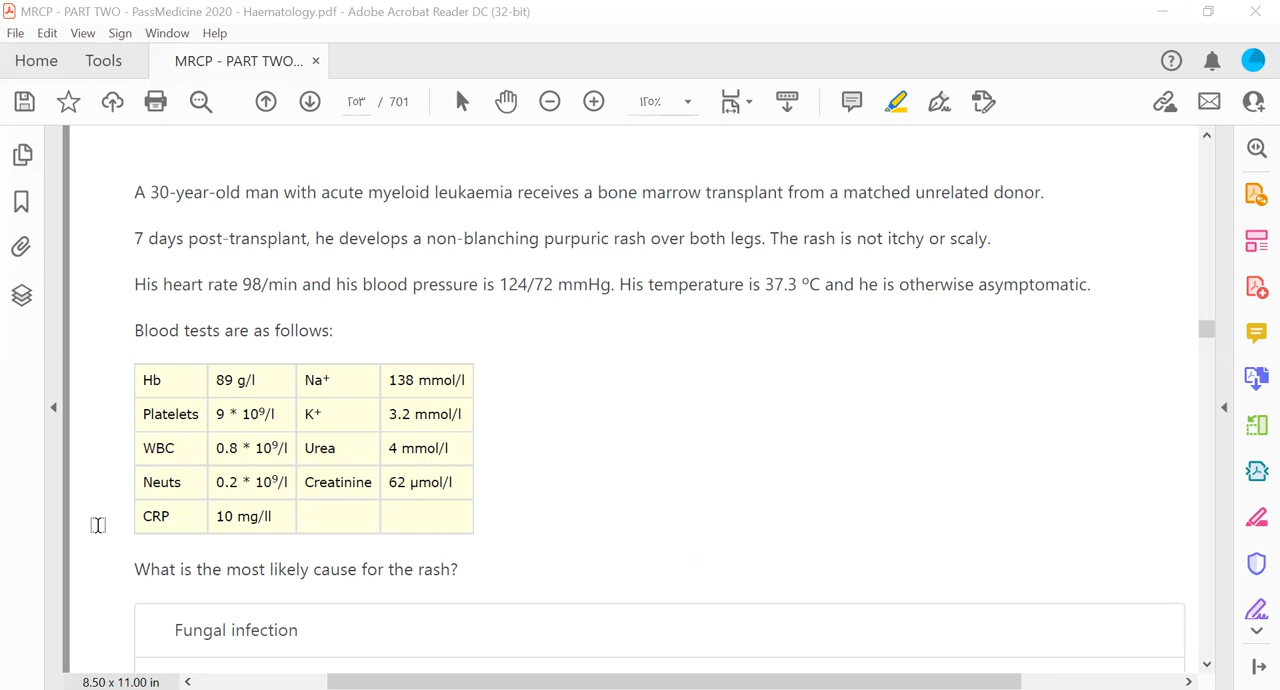 MRCP - PART TWO - PassMedicine 2020 - Haematology.pdf - Adobe Acrobat Reader DC (32-bit)
File Edit View Sign Window Help
Home Tools MRCP - PART TWO... ×
٢٥٣ / 701 ١٢٥٪
A 30-year-old man with acute myeloid leukaemia receives a bone marrow transplant from a matched unrelated donor.
7 days post-transplant, he develops a non-blanching purpuric rash over both legs. The rash is not itchy or scaly.
His heart rate 98/min and his blood pressure is 124/72 mmHg. His temperature is 37.3 ºC and he is otherwise asymptomatic.
Blood tests are as follows:
Hb 89 g/l Na⁺ 138 mmol/l
Platelets 9 * 10⁹/l K⁺ 3.2 mmol/l
WBC 0.8 * 10⁹/l Urea 4 mmol/l
Neuts 0.2 * 10⁹/l Creatinine 62 µmol/l
CRP 10 mg/ll
What is the most likely cause for the rash?
Fungal infection
8.50 x 11.00 in